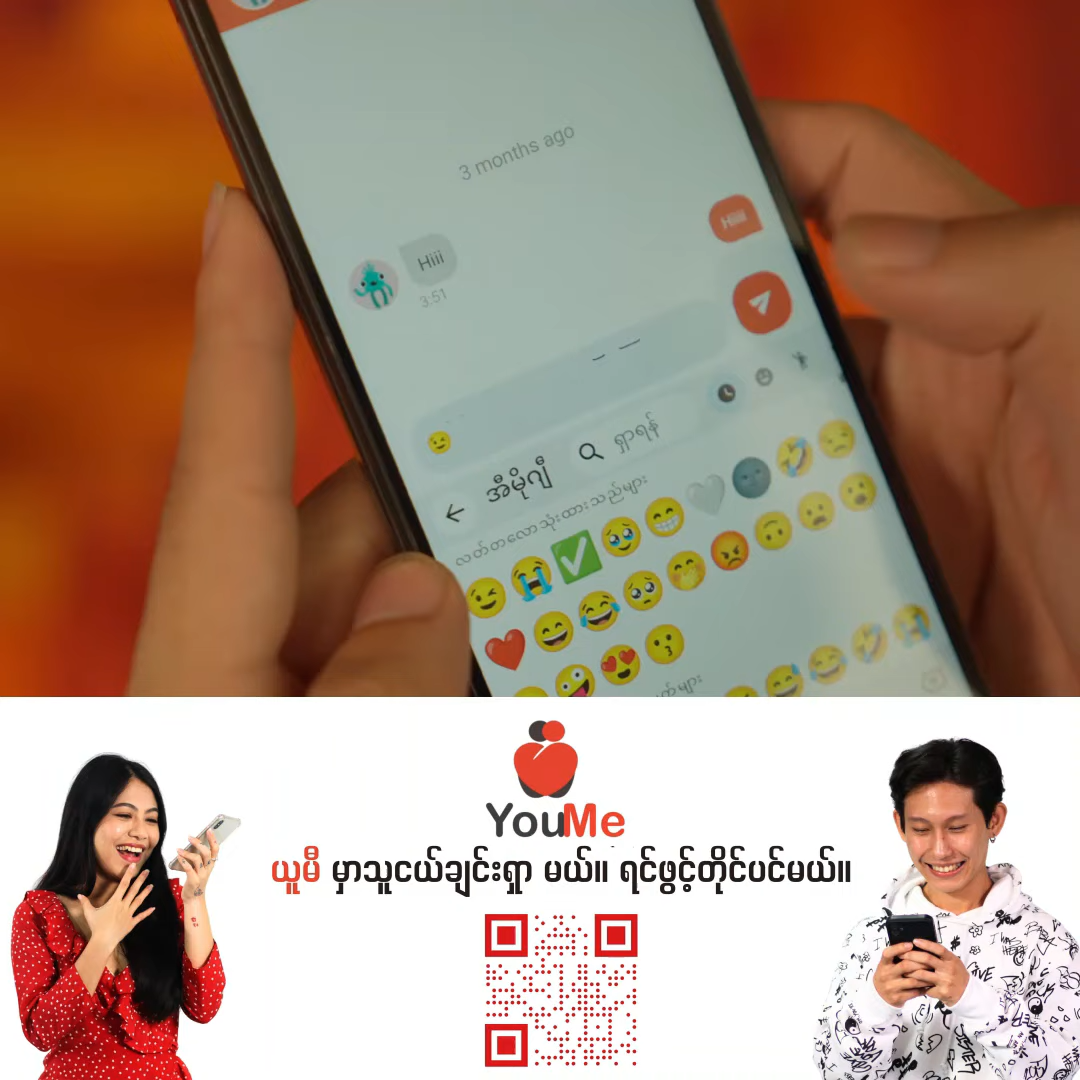 3 months ago
Hiiii
Hiii
3:51
အီမိုဂျီ
ရှာရန်
လတ်တလောသုံးထားသည်များ
YouMe
ယူမီ မှာသူငယ်ချင်းရှာ မယ်။ ရင်ဖွင့်တိုင်ပင်မယ်။